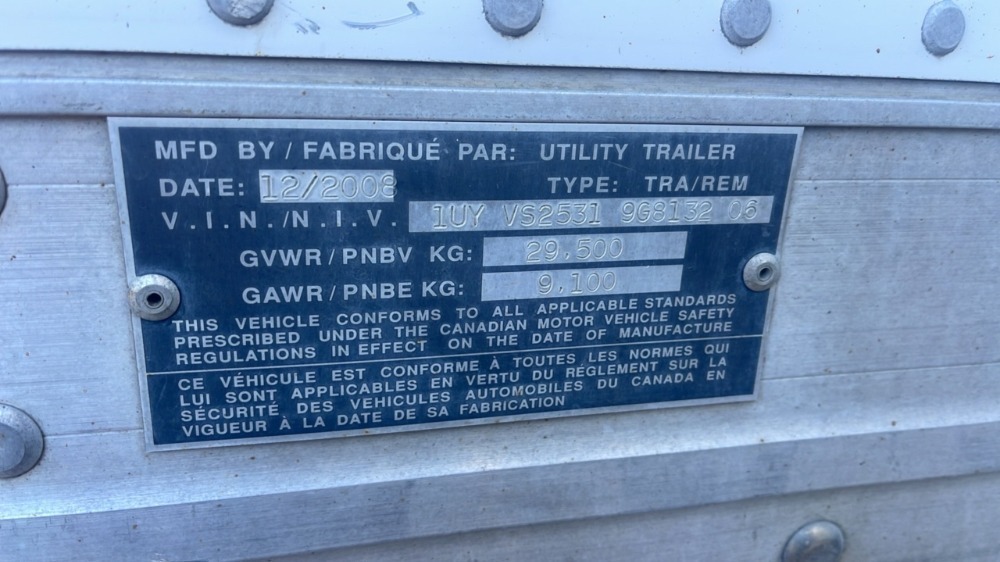 MFD BY / FABRIQUÉ PAR: UTILITY TRAILER
DATE: 12/2008 TYPE: TRA/REM
V.I.N./N.I.V. 1UY VS2531 9G8132 06
GVWR / PNBV KG: 29,500
GAWR / PNBE KG: 9,100
THIS VEHICLE CONFORMS TO ALL APPLICABLE STANDARDS
PRESCRIBED UNDER THE CANADIAN MOTOR VEHICLE SAFETY
REGULATIONS IN EFFECT ON THE DATE OF MANUFACTURE
CE VÉHICULE EST CONFORME À TOUTES LES NORMES QUI
LUI SONT APPLICABLES EN VERTU DU RÉGLEMENT SUR LA
SÉCURITÉ DES VEHICULES AUTOMOBILES DU CANADA EN
VIGUEUR À LA DATE DE SA FABRICATION